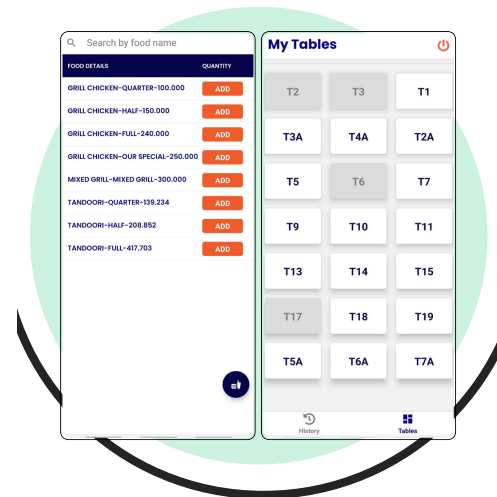 Search by food name
FOOD DETAILS QUANTITY
GRILL CHICKEN-QUARTER-100.000 ADD
GRILL CHICKEN-HALF-150.000 ADD
GRILL CHICKEN-FULL-240.000 ADD
GRILL CHICKEN-OUR SPECIAL-250.000 ADD
MIXED GRILL-MIXED GRILL-300.000 ADD
TANDOORI-QUARTER-139.234 ADD
TANDOORI-HALF-208.852 ADD
TANDOORI-FULL-417.703 ADD
My Tables
T2 T3 T1
T3A T4A T2A
T5 T6 T7
T9 T10 T11
T13 T14 T15
T17 T18 T19
T5A T6A T7A
History Tables